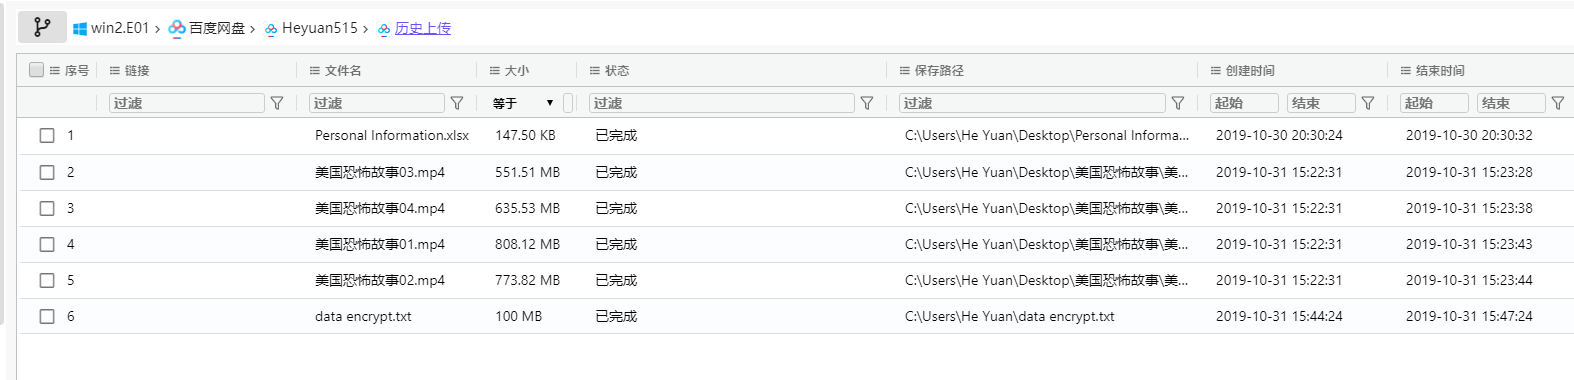 win2.E01 > 百度网盘 > Heyuan515 > 历史上传
序号 链接 文件名 大小 状态 保存路径 创建时间 结束时间
过滤 过滤 等于 过滤 过滤 起始 结束 起始 结束
1 Personal Information.xlsx 147.50 KB 已完成 C:\Users\He Yuan\Desktop\Personal Informa... 2019-10-30 20:30:24 2019-10-30 20:30:32
2 美国恐怖故事03.mp4 551.51 MB 已完成 C:\Users\He Yuan\Desktop\美国恐怖故事\美... 2019-10-31 15:22:31 2019-10-31 15:23:28
3 美国恐怖故事04.mp4 635.53 MB 已完成 C:\Users\He Yuan\Desktop\美国恐怖故事\美... 2019-10-31 15:22:31 2019-10-31 15:23:38
4 美国恐怖故事01.mp4 808.12 MB 已完成 C:\Users\He Yuan\Desktop\美国恐怖故事\美... 2019-10-31 15:22:31 2019-10-31 15:23:43
5 美国恐怖故事02.mp4 773.82 MB 已完成 C:\Users\He Yuan\Desktop\美国恐怖故事\美... 2019-10-31 15:22:31 2019-10-31 15:23:44
6 data encrypt.txt 100 MB 已完成 C:\Users\He Yuan\data encrypt.txt 2019-10-31 15:44:24 2019-10-31 15:47:24